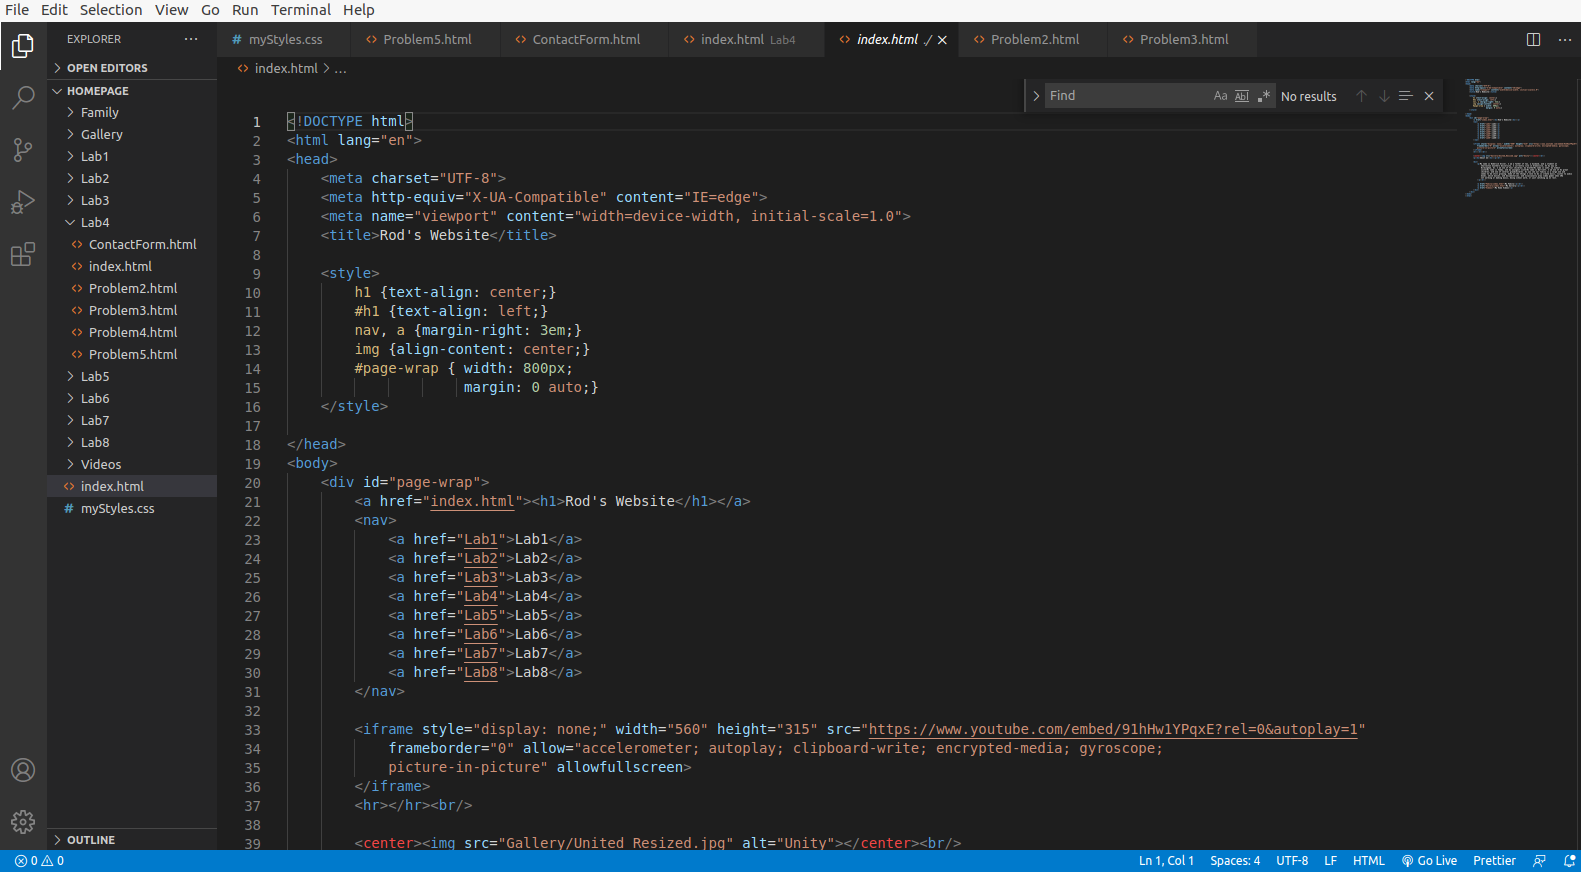 File Edit Selection View Go Run Terminal Help
EXPLORER ···
# myStyles.css
Problem5.html
ContactForm.html
index.html Lab4
index.html ./
Problem2.html
Problem3.html
OPEN EDITORS
HOMEPAGE
Family
Gallery
Lab1
Lab2
Lab3
Lab4
ContactForm.html
index.html
Problem2.html
Problem3.html
Problem4.html
Problem5.html
Lab5
Lab6
Lab7
Lab8
Videos
index.html
# myStyles.css
OUTLINE
index.html > ...
Find Aa Abl .* No results
1 <!DOCTYPE html>
2 <html lang="en">
3 <head>
4 <meta charset="UTF-8">
5 <meta http-equiv="X-UA-Compatible" content="IE=edge">
6 <meta name="viewport" content="width=device-width, initial-scale=1.0">
7 <title>Rod's Website</title>
8
9 <style>
10 h1 {text-align: center;}
11 #h1 {text-align: left;}
12 nav, a {margin-right: 3em;}
13 img {align-content: center;}
14 #page-wrap { width: 800px;
15 margin: 0 auto;}
16 </style>
17
18 </head>
19 <body>
20 <div id="page-wrap">
21 <a href="index.html"><h1>Rod's Website</h1></a>
22 <nav>
23 <a href="Lab1">Lab1</a>
24 <a href="Lab2">Lab2</a>
25 <a href="Lab3">Lab3</a>
26 <a href="Lab4">Lab4</a>
27 <a href="Lab5">Lab5</a>
28 <a href="Lab6">Lab6</a>
29 <a href="Lab7">Lab7</a>
30 <a href="Lab8">Lab8</a>
31 </nav>
32
33 <iframe style="display: none;" width="560" height="315" src="https://www.youtube.com/embed/91hHw1YPqxE?rel=0&autoplay=1"
34 frameborder="0" allow="accelerometer; autoplay; clipboard-write; encrypted-media; gyroscope;
35 picture-in-picture" allowfullscreen>
36 </iframe>
37 <hr></hr><br/>
38
39 <center><img src="Gallery/United Resized.jpg" alt="Unity"></center><br/>
0 0
Ln 1, Col 1 Spaces: 4 UTF-8 LF HTML Go Live Prettier